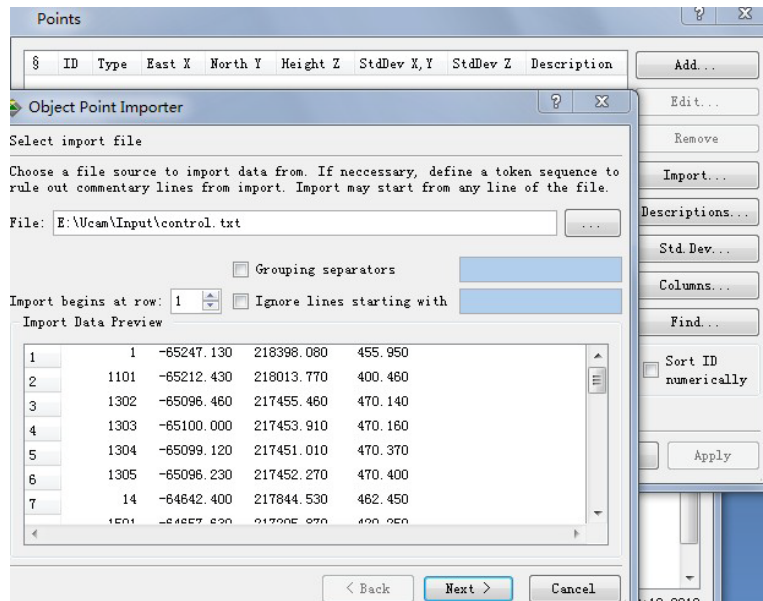 Points
§ ID Type East X North Y Height Z StdDev X,Y StdDev Z Description
Add...
Edit...
Remove
Import...
Descriptions...
Std.Dev...
Columns...
Find...
Sort ID numerically
Apply
Object Point Importer
Select import file
Choose a file source to import data from. If neccessary, define a token sequence to
rule out commentary lines from import. Import may start from any line of the file.
File: E:\Ucam\Input\control.txt ...
Grouping separators
Import begins at row: 1 Ignore lines starting with
Import Data Preview
1 1 -65247.130 218398.080 455.950
2 1101 -65212.430 218013.770 400.460
3 1302 -65096.460 217455.460 470.140
4 1303 -65100.000 217453.910 470.160
5 1304 -65099.120 217451.010 470.370
6 1305 -65096.230 217452.270 470.400
7 14 -64642.400 217844.530 462.450
< Back Next > Cancel